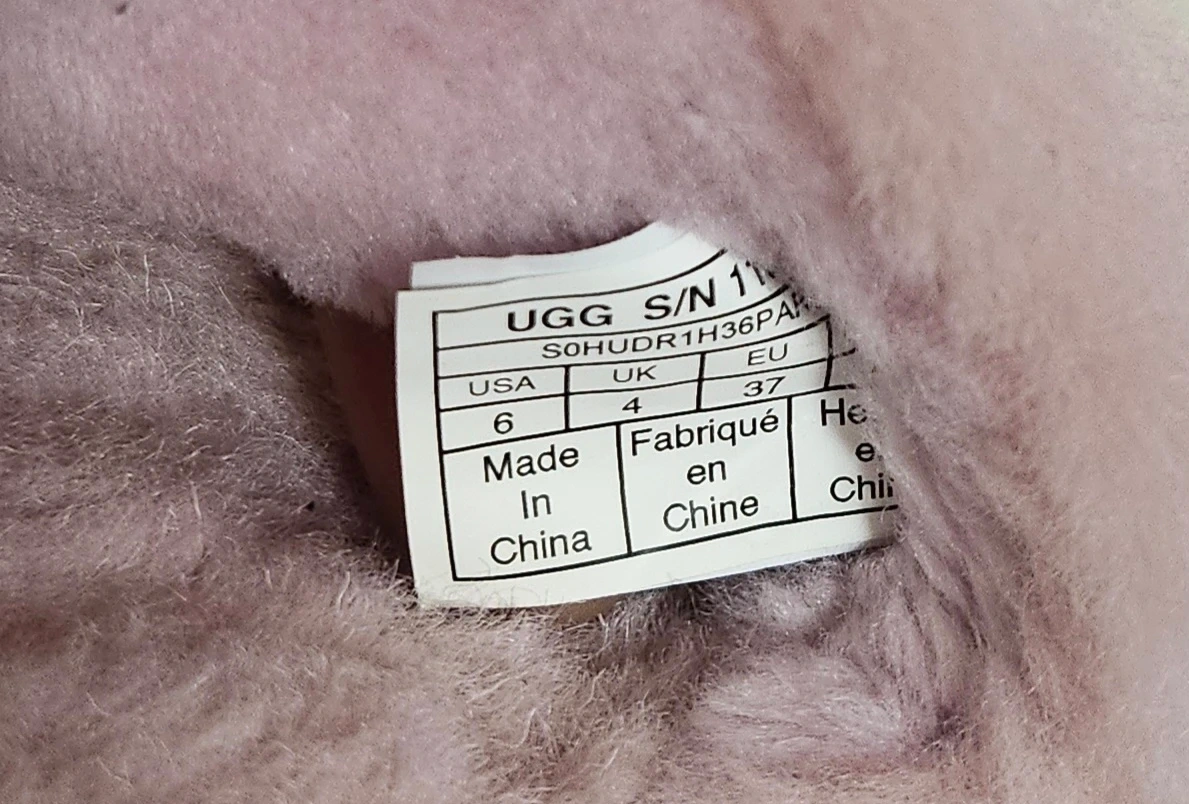 UGG S/N 11
S0HUDR1H36PA
USA UK EU
6 4 37
Made
In
China
Fabriqué
en
Chine